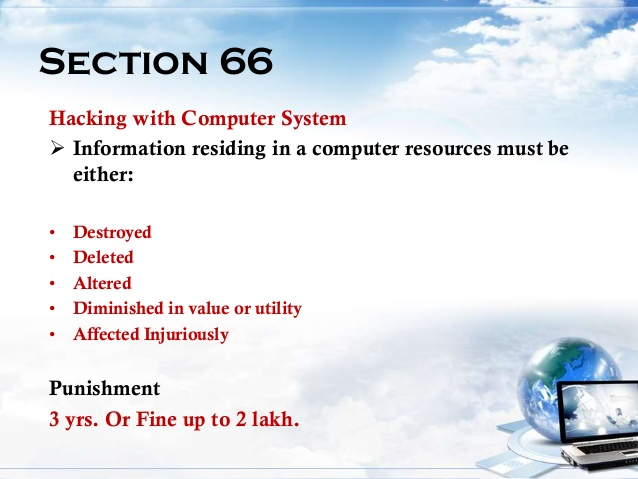 Section 66
Hacking with Computer System
➢ Information residing in a computer resources must be
either:
• Destroyed
• Deleted
• Altered
• Diminished in value or utility
• Affected Injuriously
Punishment
3 yrs. Or Fine up to 2 lakh.